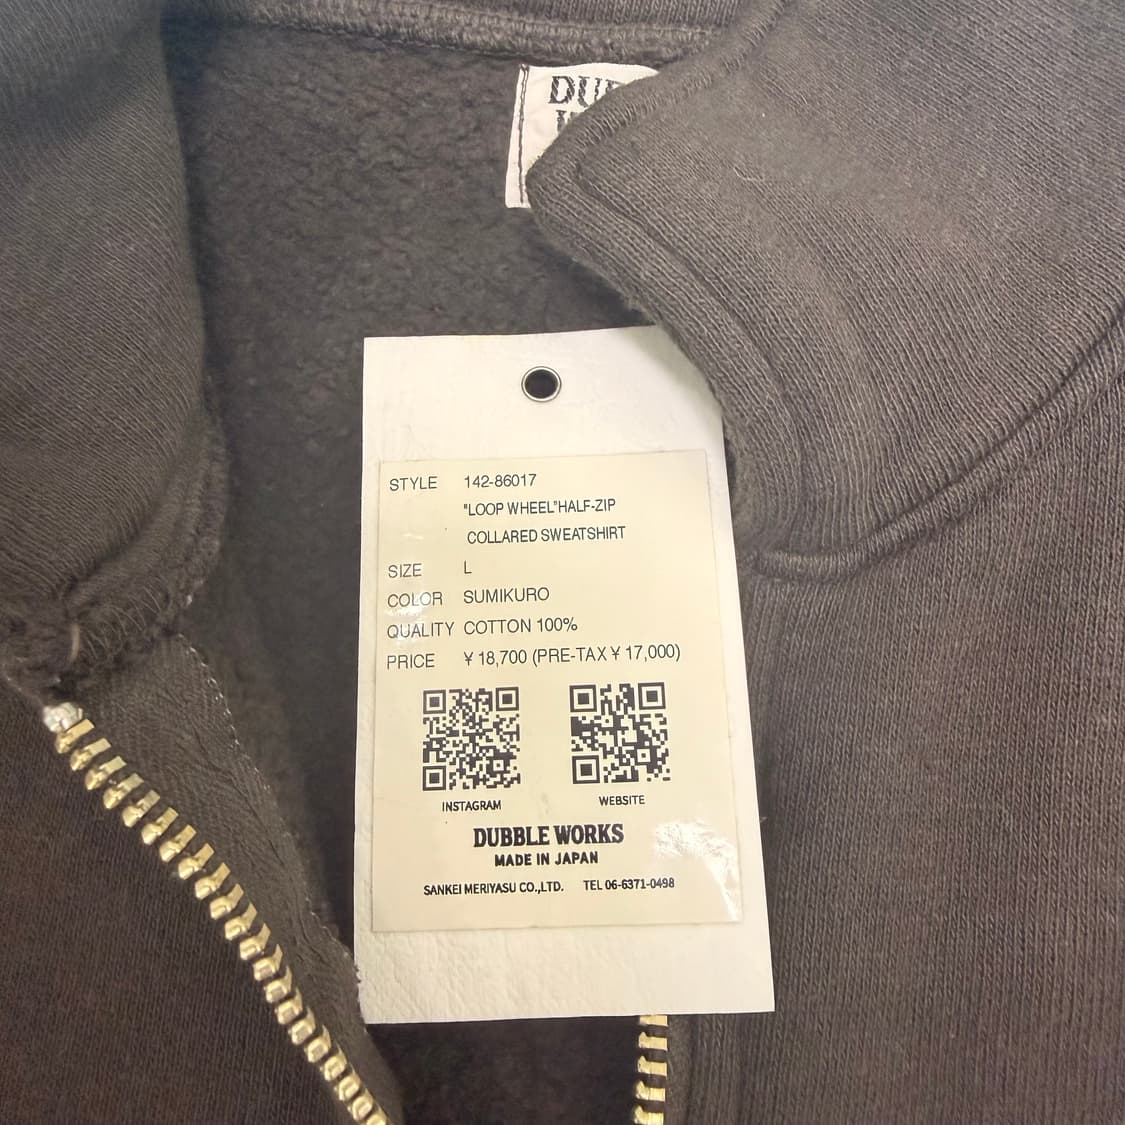 DUB
STYLE 142-86017
"LOOP WHEEL"HALF-ZIP
COLLARED SWEATSHIRT
SIZE L
COLOR SUMIKURO
QUALITY COTTON 100%
PRICE ¥ 18,700 (PRE-TAX ¥ 17,000)
INSTAGRAM WEBSITE
DUBBLE WORKS
MADE IN JAPAN
SANKEI MERIYASU CO.,LTD. TEL 06-6371-0498